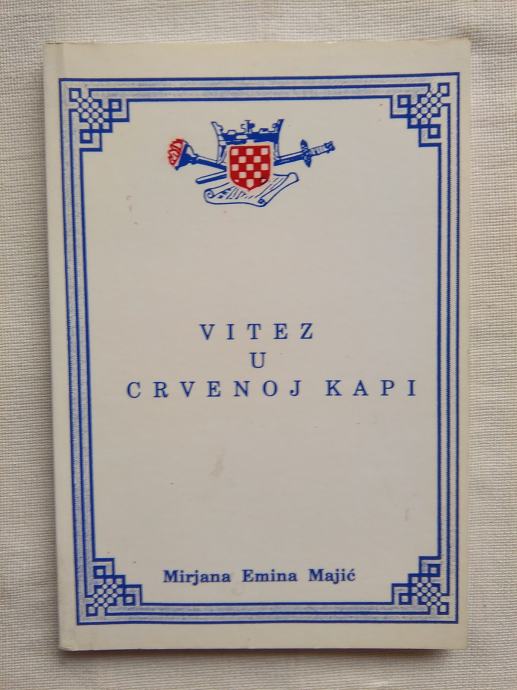 VITEZ
U
CRVENOJ KAPI
Mirjana Emina Majić